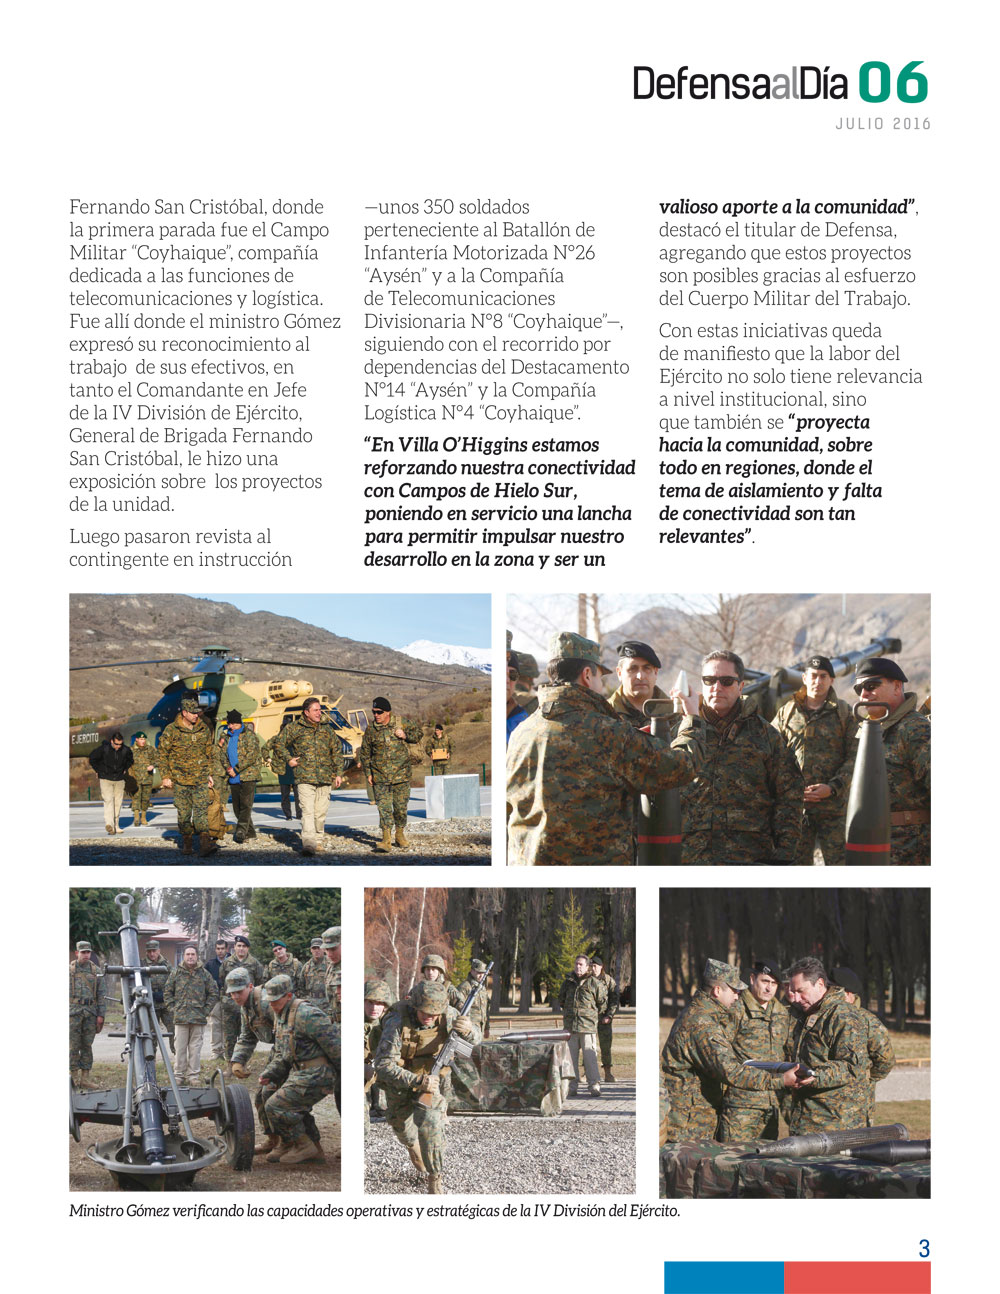 DefensaalDía 06
JULIO 2016
Fernando San Cristóbal, donde
la primera parada fue el Campo
Militar “Coyhaique”, compañía
dedicada a las funciones de
telecomunicaciones y logística.
Fue allí donde el ministro Gómez
expresó su reconocimiento al
trabajo de sus efectivos, en
tanto el Comandante en Jefe
de la IV División de Ejército,
General de Brigada Fernando
San Cristóbal, le hizo una
exposición sobre los proyectos
de la unidad.
Luego pasaron revista al
contingente en instrucción
—unos 350 soldados
perteneciente al Batallón de
Infantería Motorizada N°26
“Aysén” y a la Compañía
de Telecomunicaciones
Divisionaria N°8 “Coyhaique”—,
siguiendo con el recorrido por
dependencias del Destacamento
N°14 “Aysén” y la Compañía
Logística N°4 “Coyhaique”.
“En Villa O’Higgins estamos
reforzando nuestra conectividad
con Campos de Hielo Sur,
poniendo en servicio una lancha
para permitir impulsar nuestro
desarrollo en la zona y ser un
valioso aporte a la comunidad”,
destacó el titular de Defensa,
agregando que estos proyectos
son posibles gracias al esfuerzo
del Cuerpo Militar del Trabajo.
Con estas iniciativas queda
de manifiesto que la labor del
Ejército no solo tiene relevancia
a nivel institucional, sino
que también se “proyecta
hacia la comunidad, sobre
todo en regiones, donde el
tema de aislamiento y falta
de conectividad son tan
relevantes”.
EJERCITO
Ministro Gómez verificando las capacidades operativas y estratégicas de la IV División del Ejército.
3